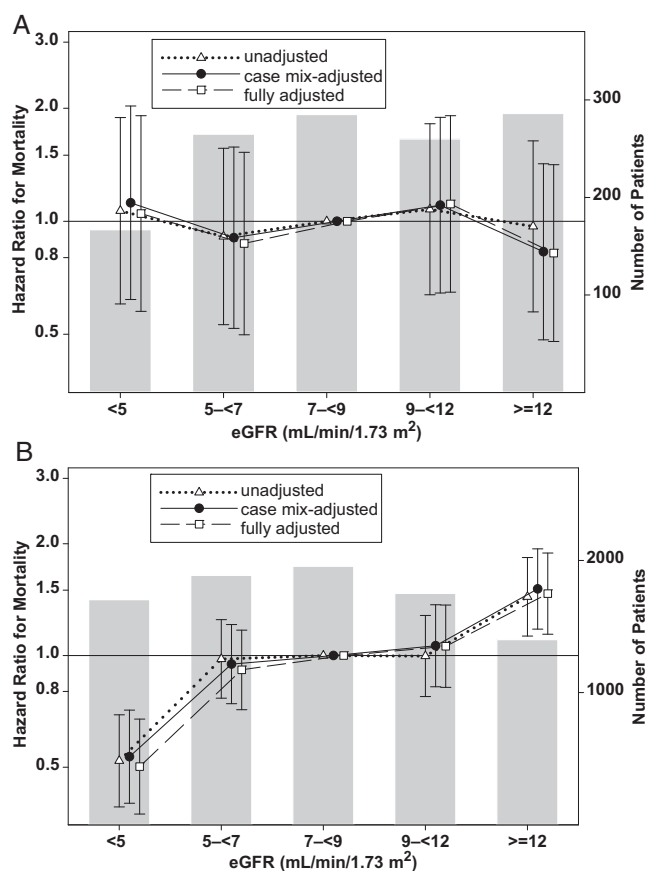 A
3.0
2.0
1.5
1.0
0.8
0.5
Hazard Ratio for Mortality
unadjusted
case mix-adjusted
fully adjusted
300
200
100
Number of Patients
<5
5–<7
7–<9
9–<12
>=12
eGFR (mL/min/1.73 m²)
B
3.0
2.0
1.5
1.0
0.8
0.5
Hazard Ratio for Mortality
unadjusted
case mix-adjusted
fully adjusted
2000
1000
Number of Patients
<5
5–<7
7–<9
9–<12
>=12
eGFR (mL/min/1.73 m²)